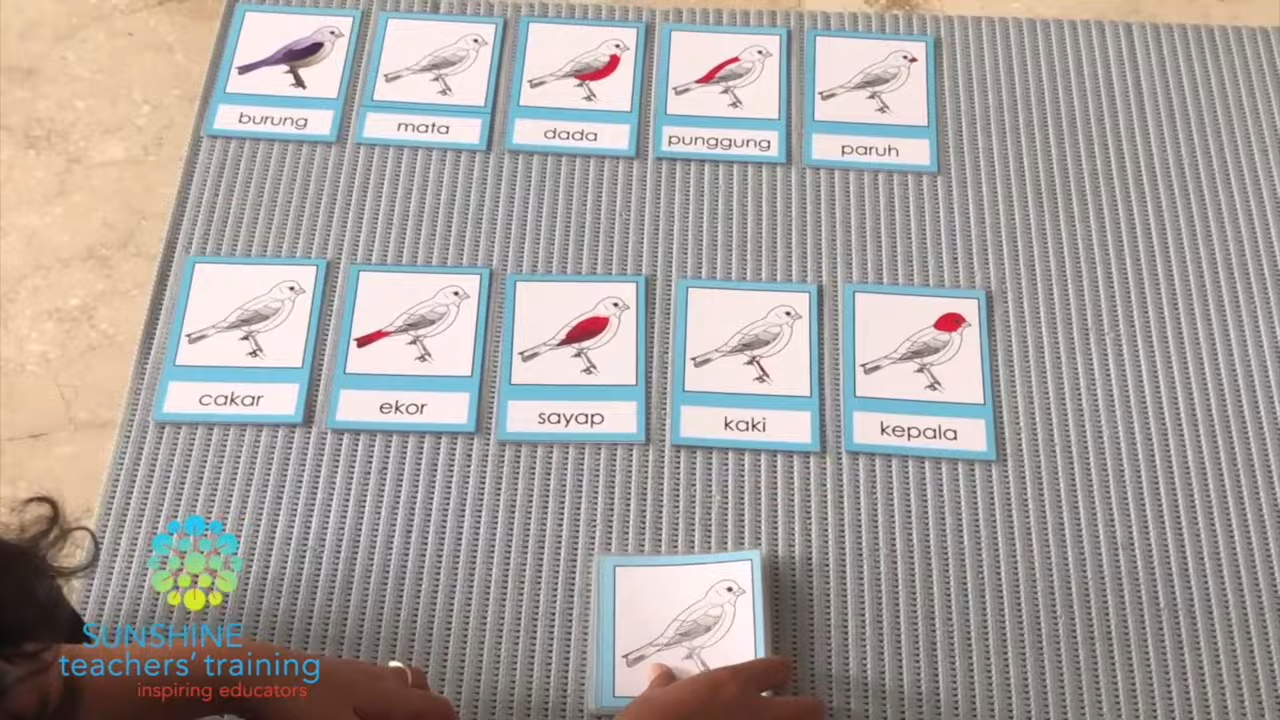 burung
mata
dada
punggung
paruh
cakar
ekor
sayap
kaki
kepala
SUNSHINE
teachers' training
inspiring educators